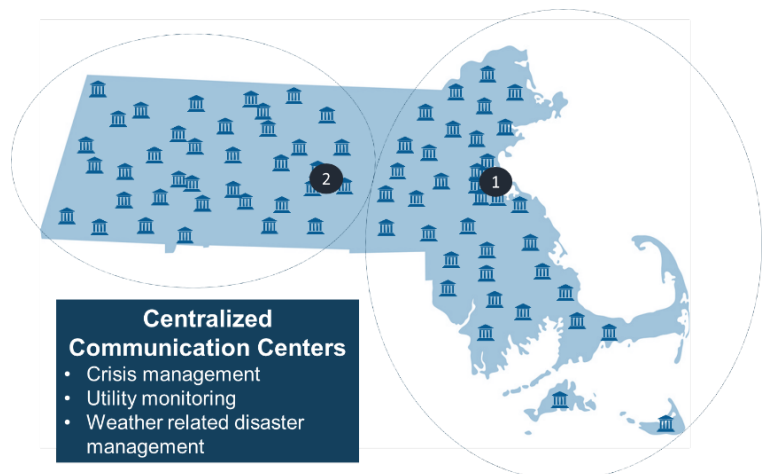 2
1
Centralized
Communication Centers
• Crisis management
• Utility monitoring
• Weather related disaster
management